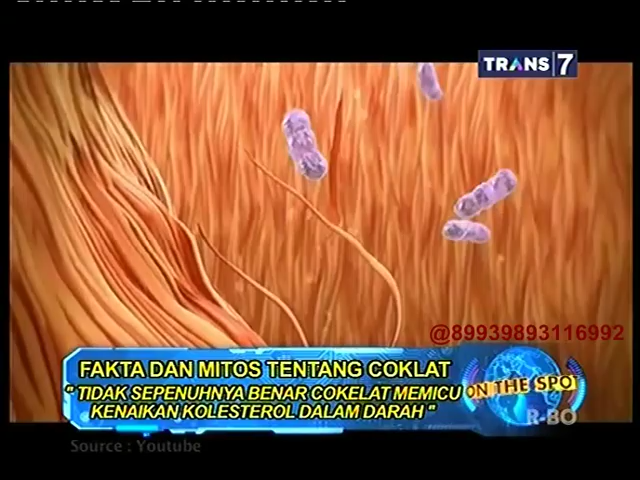 TRANS 7
@89939893116992
FAKTA DAN MITOS TENTANG COKLAT
" TIDAK SEPENUHNYA BENAR COKELAT MEMICU
KENAIKAN KOLESTEROL DALAM DARAH "
ON THE SPOT
R-BO
Source : Youtube